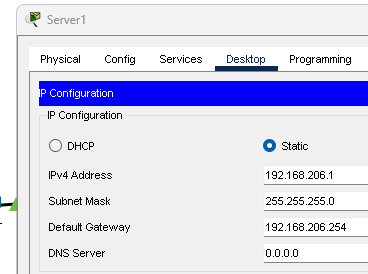 Server1
Physical Config Services Desktop Programming
IP Configuration
IP Configuration
DHCP Static
IPv4 Address 192.168.206.1
Subnet Mask 255.255.255.0
Default Gateway 192.168.206.254
DNS Server 0.0.0.0